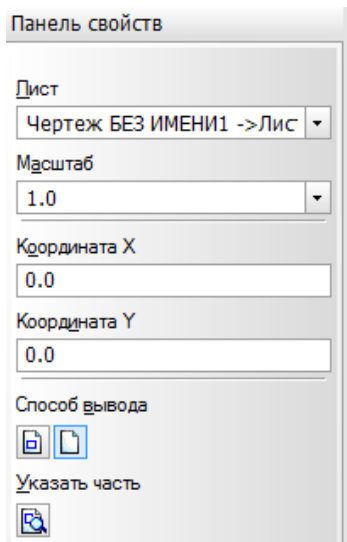 Панель свойств
Лист
Чертеж БЕЗ ИМЕНИ1 ->Лис
Масштаб
1.0
Координата X
0.0
Координата Y
0.0
Способ вывода
Указать часть